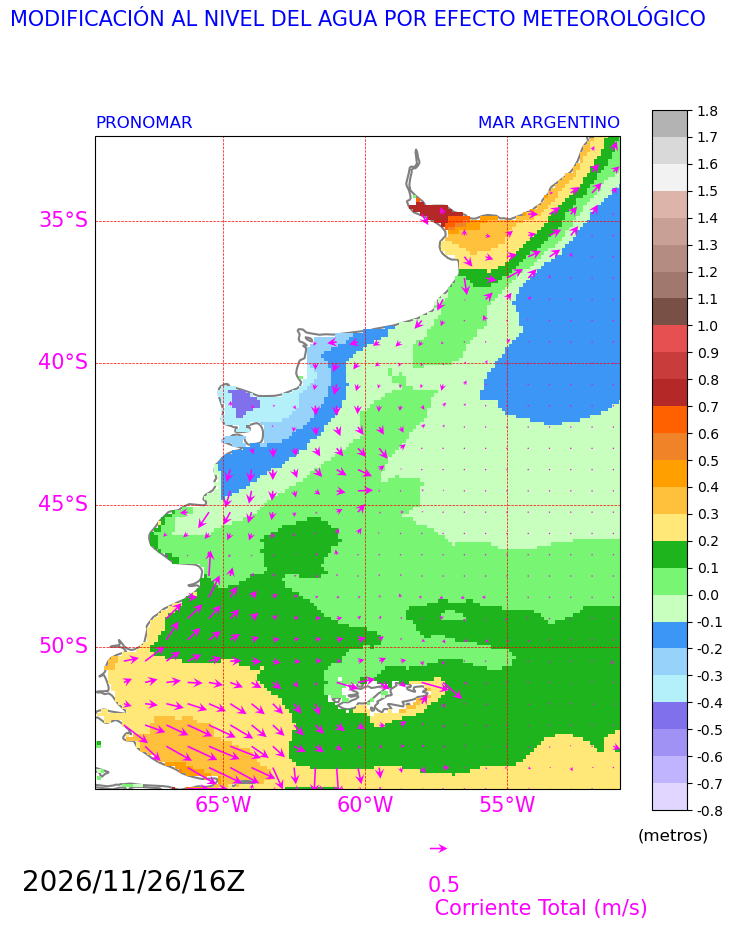 MODIFICACIÓN AL NIVEL DEL AGUA POR EFECTO METEOROLÓGICO
PRONOMAR
MAR ARGENTINO
35°S
40°S
45°S
50°S
65°W
60°W
55°W
1.8
1.7
1.6
1.5
1.4
1.3
1.2
1.1
1.0
0.9
0.8
0.7
0.6
0.5
0.4
0.3
0.2
0.1
0.0
-0.1
-0.2
-0.3
-0.4
-0.5
-0.6
-0.7
-0.8
(metros)
2026/11/26/16Z
0.5
Corriente Total (m/s)